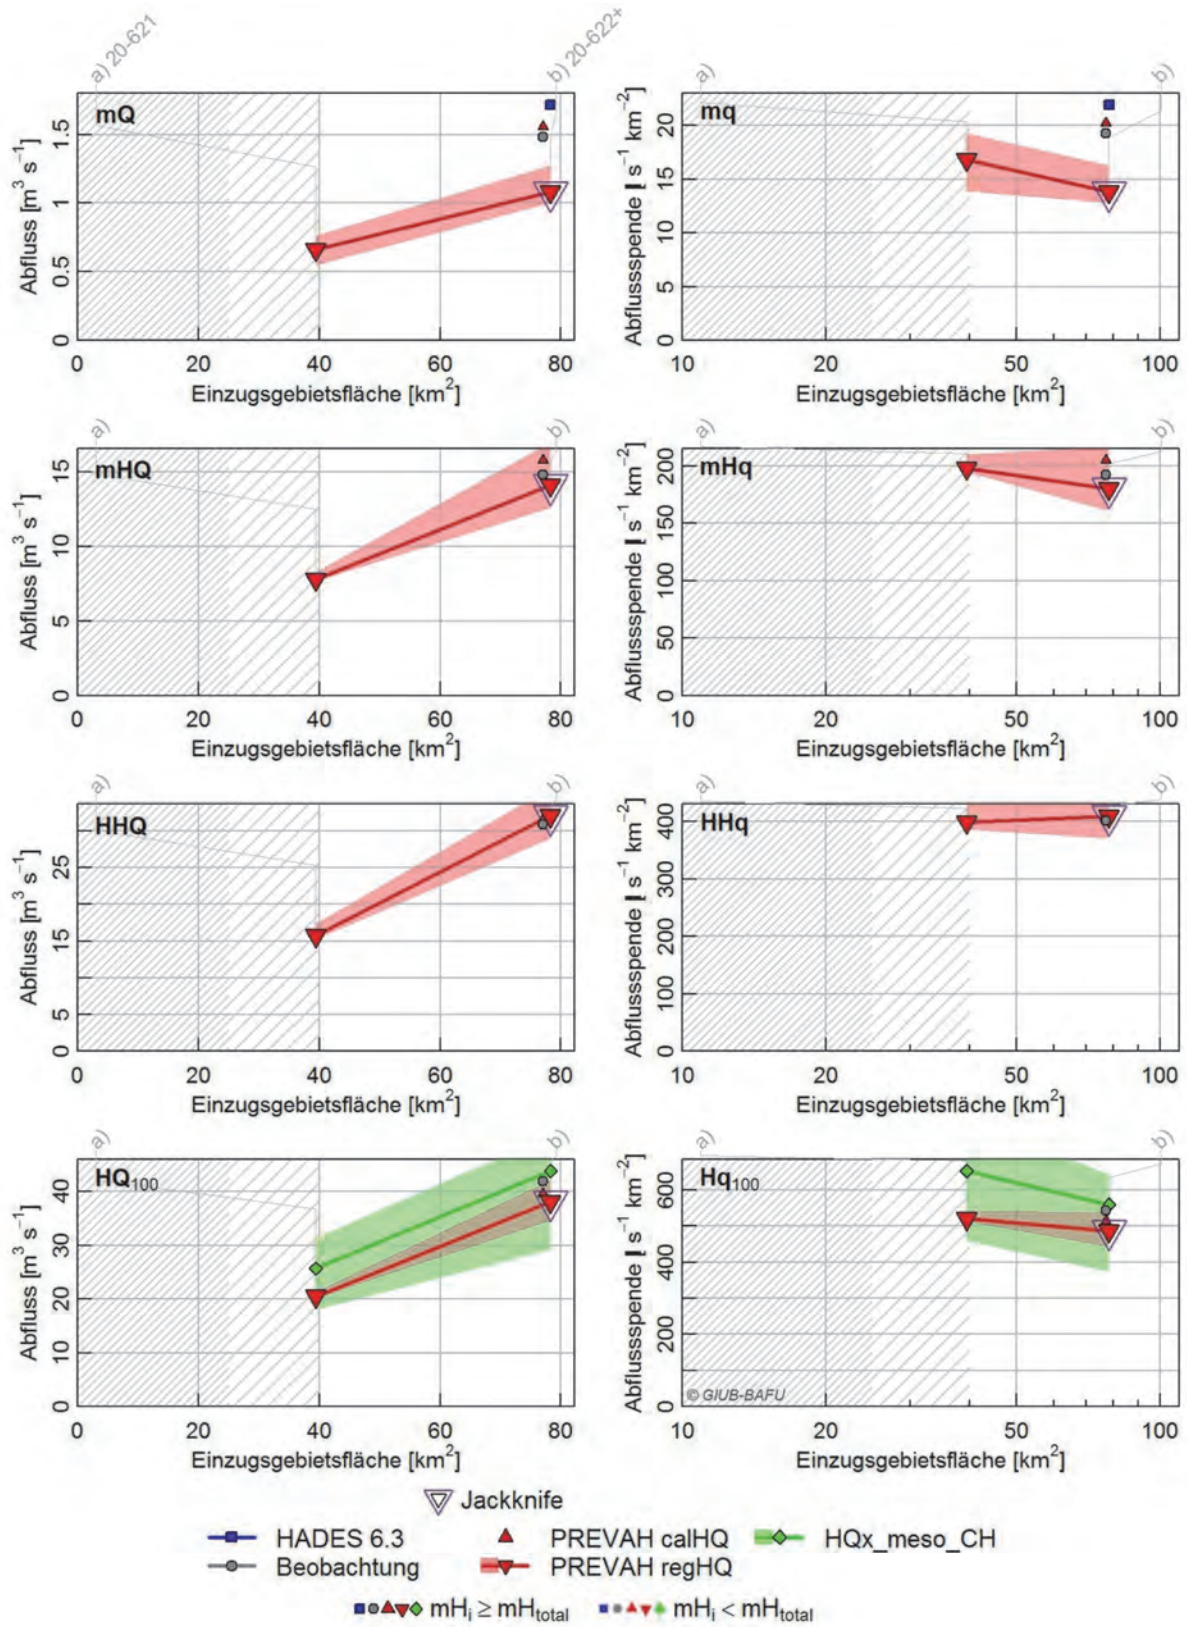 a) 20-621
b) 20-622+
a)
b)
mQ
mq
Abfluss [m³ s⁻¹]
0
0.5
1
1.5
0 20 40 60 80
Einzugsgebietsfläche [km²]
Abflussspende [l s⁻¹ km⁻²]
0
5
10
15
20
10 20 50 100
Einzugsgebietsfläche [km²]
a)
b)
a)
b)
mHQ
mHq
Abfluss [m³ s⁻¹]
0
5
10
15
0 20 40 60 80
Einzugsgebietsfläche [km²]
Abflussspende [l s⁻¹ km⁻²]
0
50
100
150
200
10 20 50 100
Einzugsgebietsfläche [km²]
a)
b)
a)
b)
HHQ
HHq
Abfluss [m³ s⁻¹]
0
5
15
25
0 20 40 60 80
Einzugsgebietsfläche [km²]
Abflussspende [l s⁻¹ km⁻²]
0
100
200
300
400
10 20 50 100
Einzugsgebietsfläche [km²]
a)
b)
a)
b)
HQ₁₀₀
Hq₁₀₀
Abfluss [m³ s⁻¹]
0
10
20
30
40
0 20 40 60 80
Einzugsgebietsfläche [km²]
Abflussspende [l s⁻¹ km⁻²]
0
200
400
600
© GIUB-BAFU
10 20 50 100
Einzugsgebietsfläche [km²]
Jackknife
HADES 6.3 PREVAH calHQ HQx_meso_CH
Beobachtung PREVAH regHQ
mHᵢ ≥ mH_total mHᵢ < mH_total